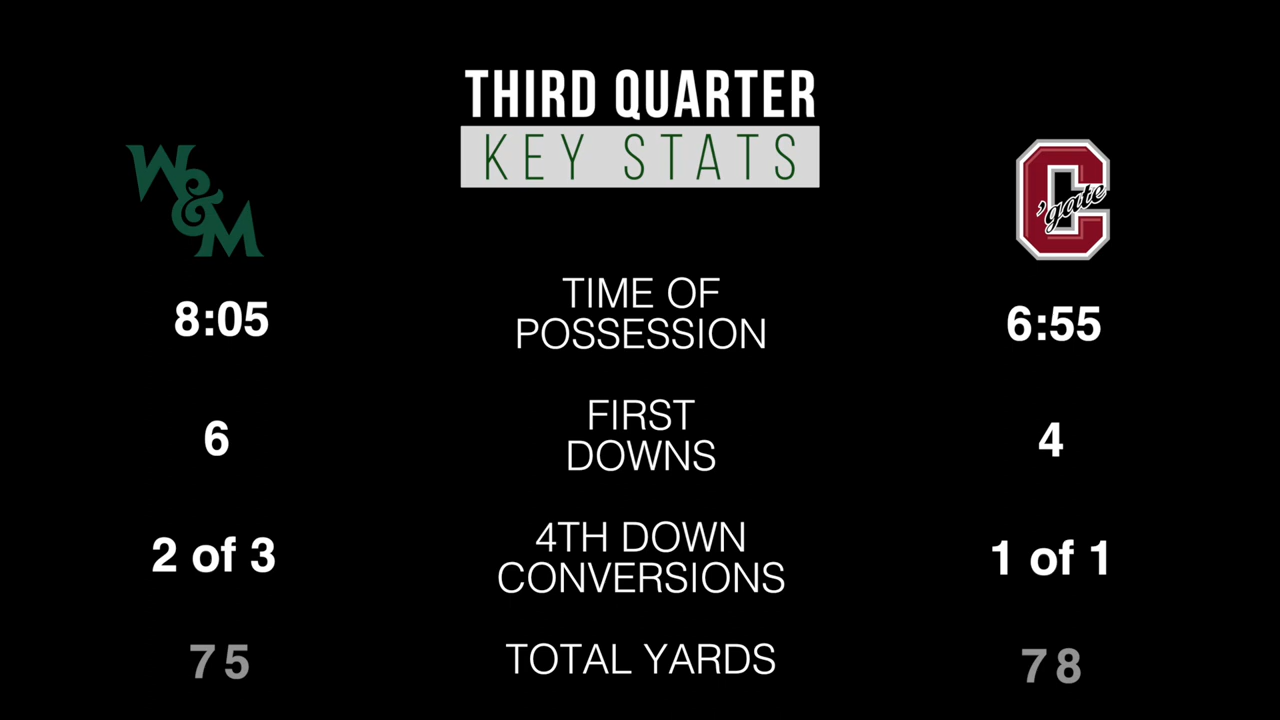 THIRD QUARTER
KEY STATS
W&M
C 'gate
8:05
TIME OF
POSSESSION
6:55
6
FIRST
DOWNS
4
2 of 3
4TH DOWN
CONVERSIONS
1 of 1
75
TOTAL YARDS
78